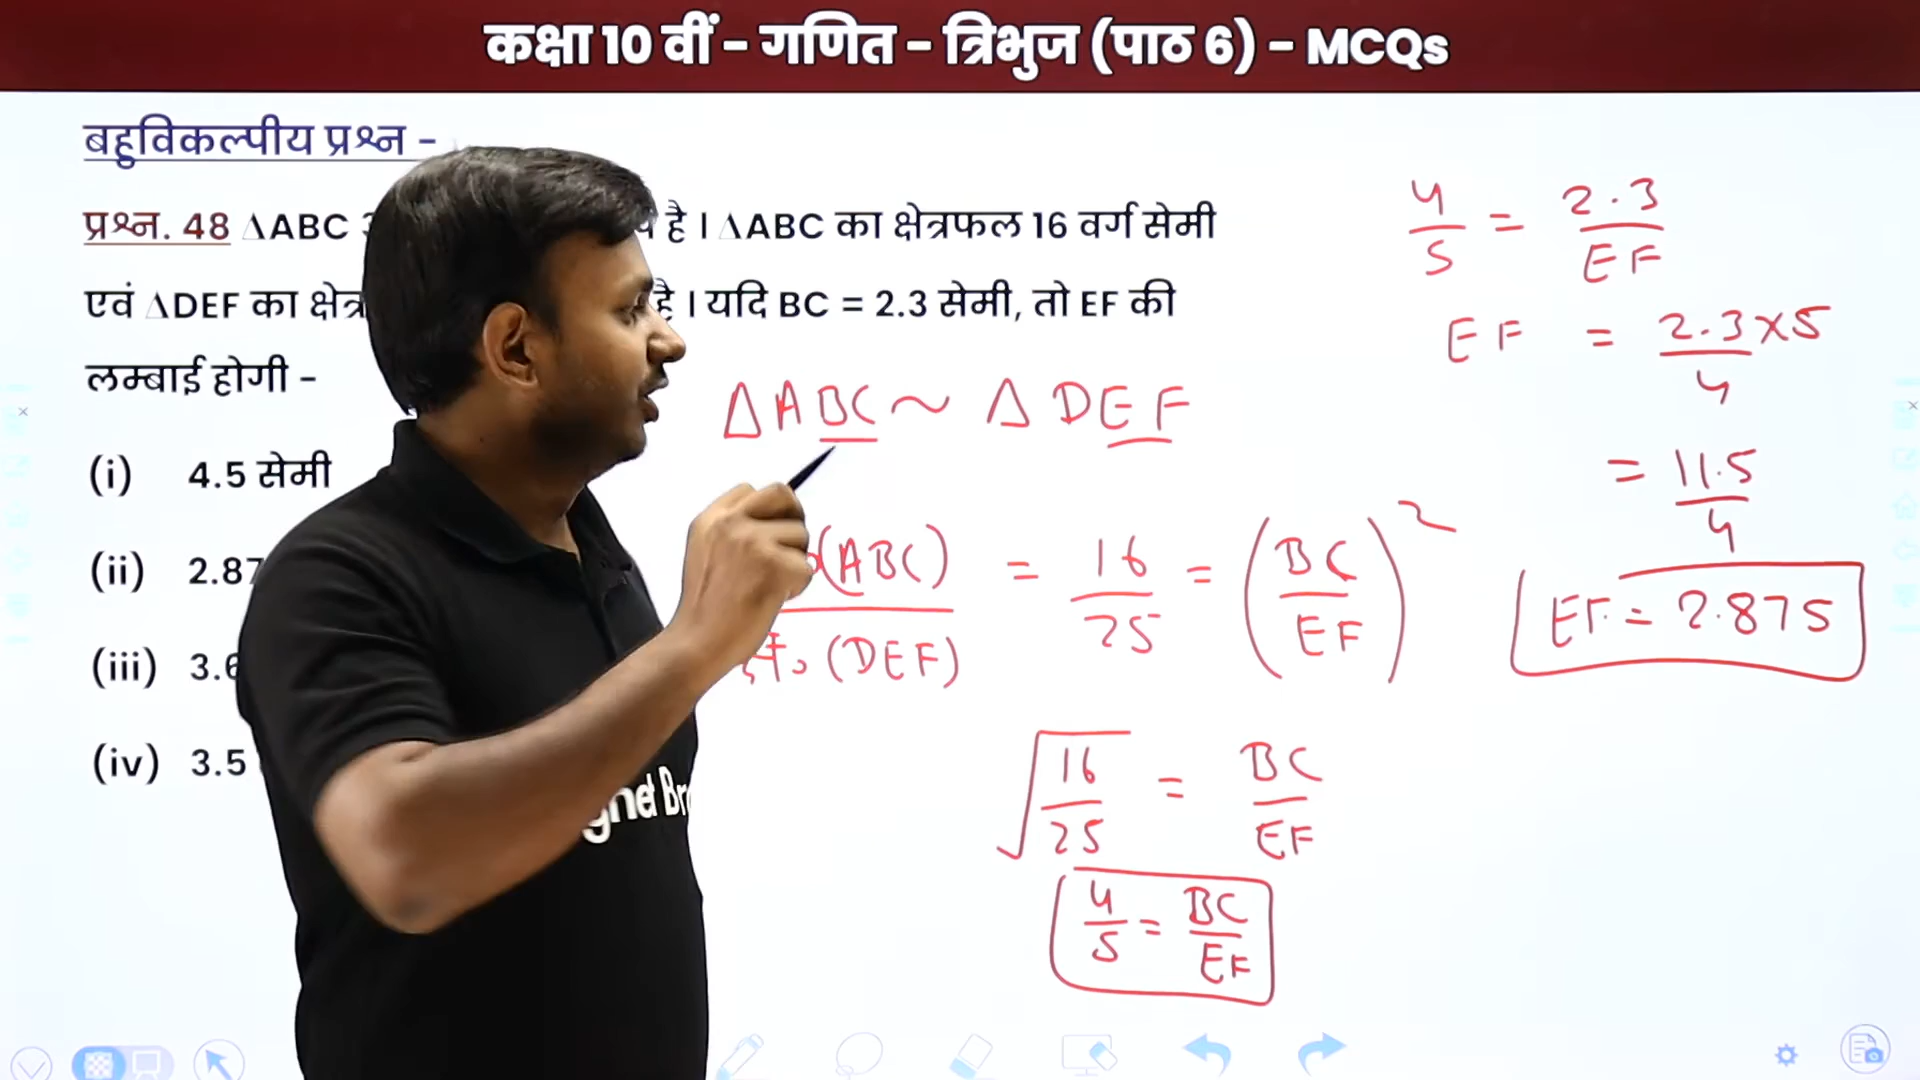 कक्षा 10 वीं - गणित - त्रिभुज (पाठ 6) - MCQs
बहुविकल्पीय प्रश्न -
प्रश्न. 48 ΔABC है । ΔABC का क्षेत्रफल 16 वर्ग सेमी
एवं ΔDEF का है । यदि BC = 2.3 सेमी, तो EF की
लम्बाई होगी -
(i) 4.5 सेमी
(ii) 2.87
(iii) 3.6
(iv) 3.5
ΔABC ~ ΔDEF
(ABC) = 16 = (BC)²
(DEF) 25 EF
√16 = BC
25 EF
4 = BC
5 EF
4 = 2.3
5 EF
EF = 2.3×5
4
= 11.5
4
EF = 2.875